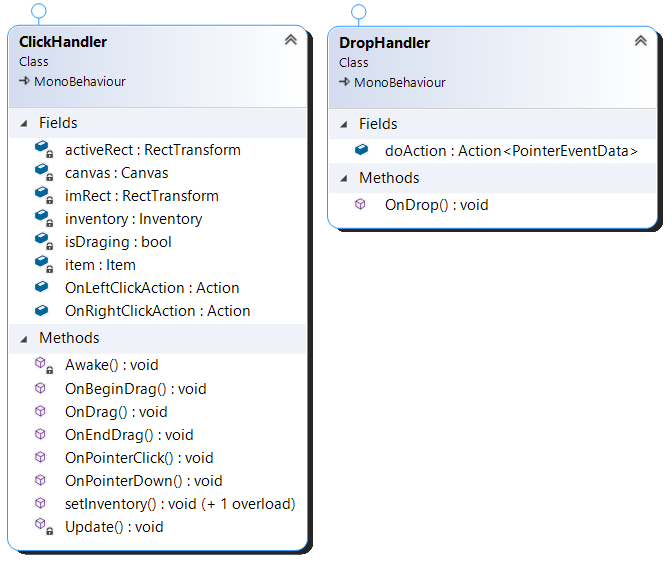 ClickHandler
Class
MonoBehaviour
Fields
activeRect : RectTransform
canvas : Canvas
imRect : RectTransform
inventory : Inventory
isDraging : bool
item : Item
OnLeftClickAction : Action
OnRightClickAction : Action
Methods
Awake() : void
OnBeginDrag() : void
OnDrag() : void
OnEndDrag() : void
OnPointerClick() : void
OnPointerDown() : void
setInventory() : void (+ 1 overload)
Update() : void
DropHandler
Class
MonoBehaviour
Fields
doAction : Action<PointerEventData>
Methods
OnDrop() : void